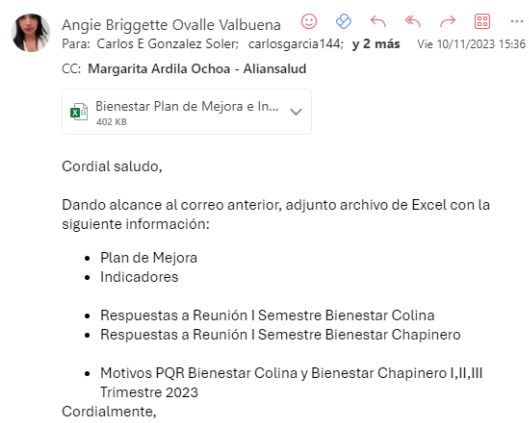 Angie Briggette Ovalle Valbuena
Para: Carlos E Gonzalez Soler; carlosgarcia144; y 2 más Vie 10/11/2023 15:36
CC: Margarita Ardila Ochoa - Aliansalud
Bienestar Plan de Mejora e In...
402 KB
Cordial saludo,
Dando alcance al correo anterior, adjunto archivo de Excel con la
siguiente información:
• Plan de Mejora
• Indicadores
• Respuestas a Reunión I Semestre Bienestar Colina
• Respuestas a Reunión I Semestre Bienestar Chapinero
• Motivos PQR Bienestar Colina y Bienestar Chapinero I,II,III
Trimestre 2023
Cordialmente,